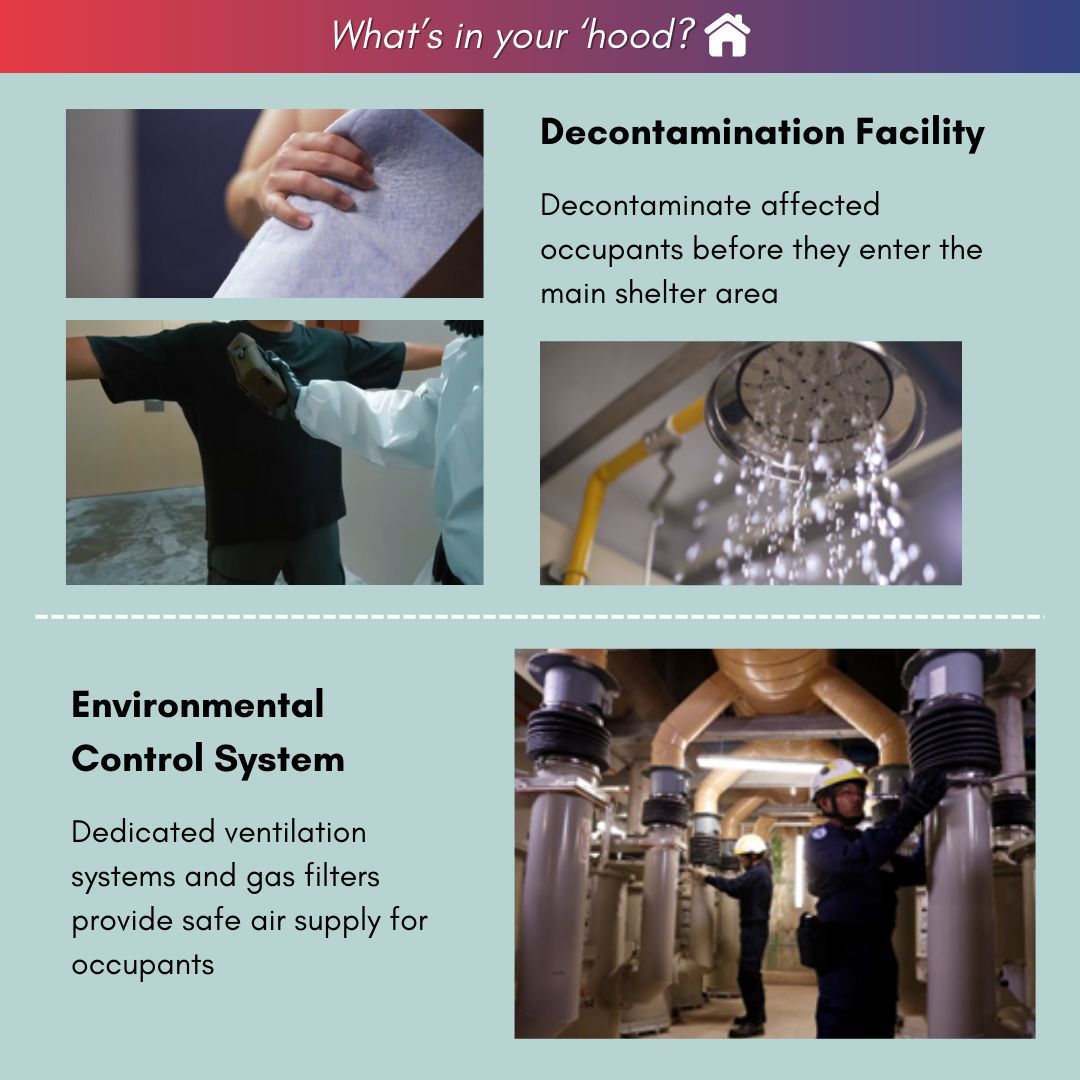 What’s in your ‘hood?
Decontamination Facility
Decontaminate affected
occupants before they enter the
main shelter area
Environmental
Control System
Dedicated ventilation
systems and gas filters
provide safe air supply for
occupants